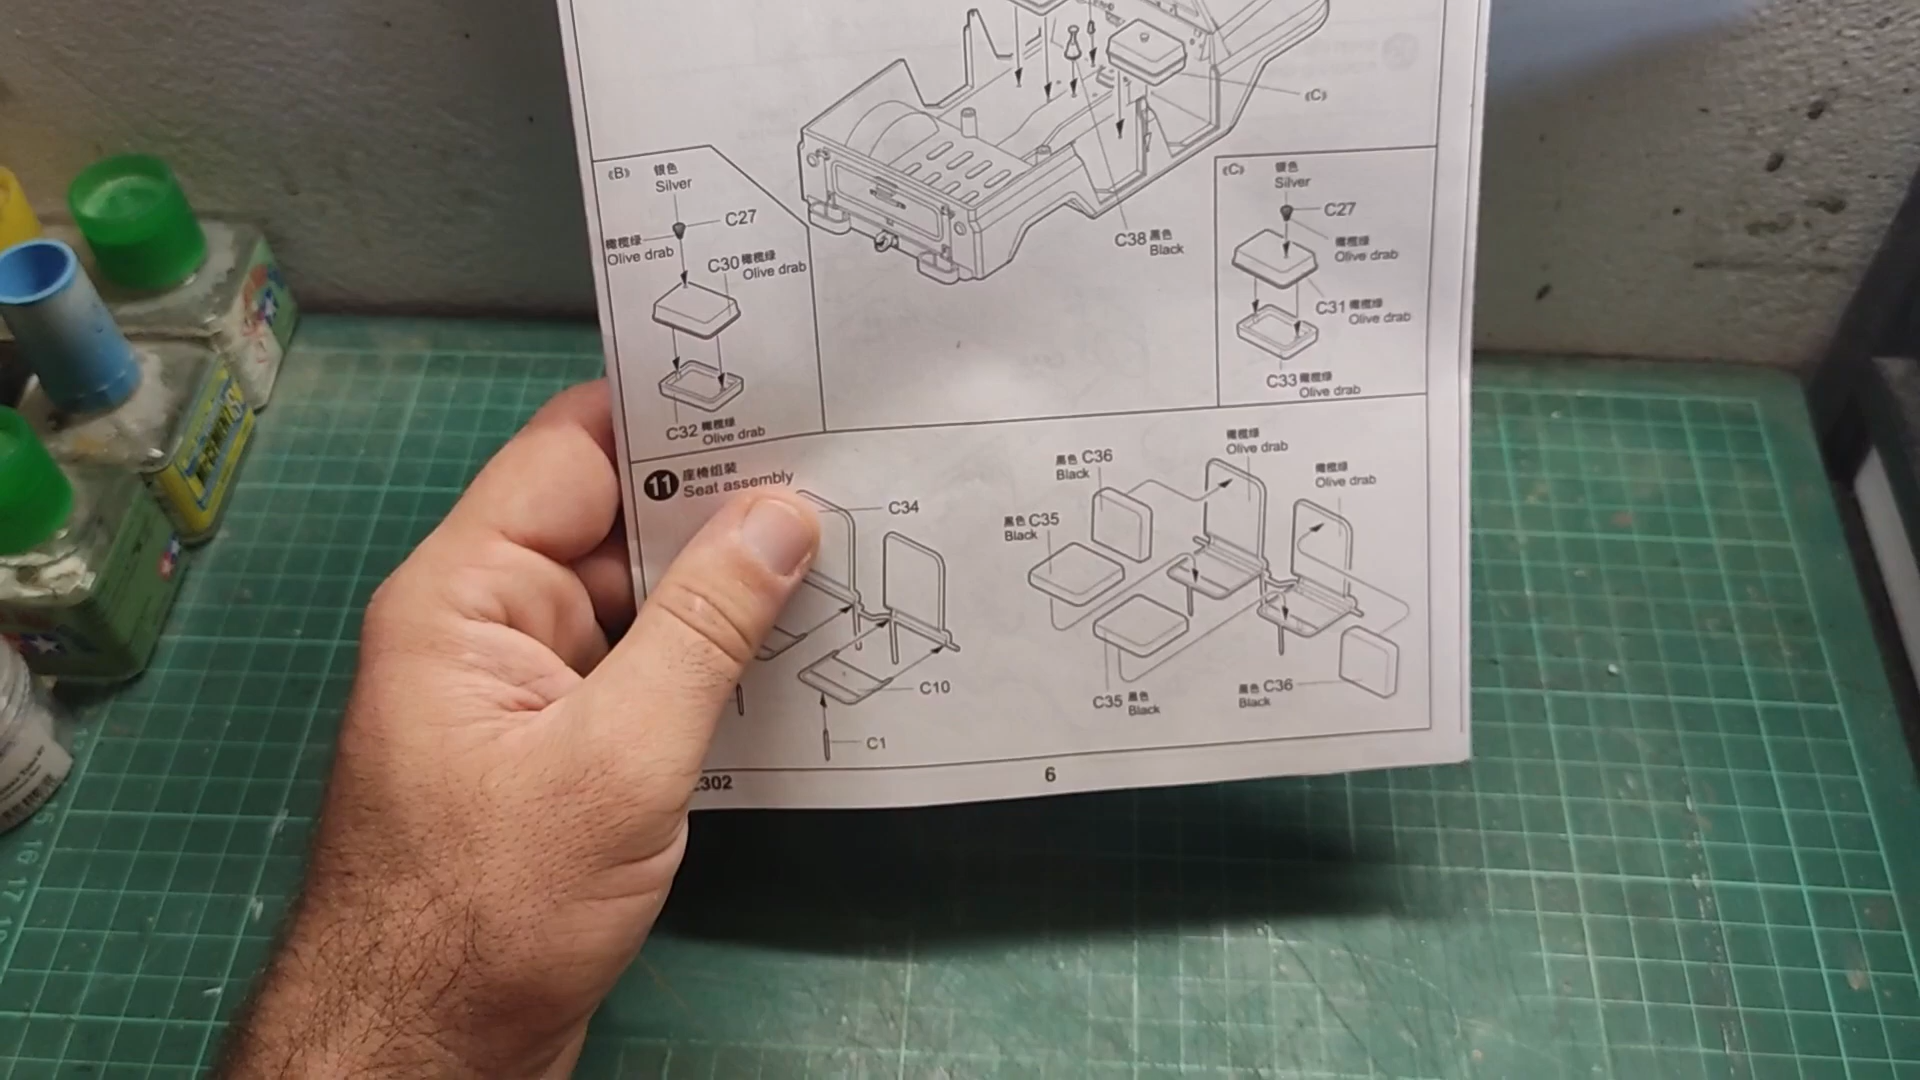 (C)
(B)
银色
Silver
C27
橄榄绿
Olive drab
C30 橄榄绿
Olive drab
C32 橄榄绿
Olive drab
C38 黑色
Black
(C)
银色
Silver
C27
橄榄绿
Olive drab
C31 橄榄绿
Olive drab
C33 橄榄绿
Olive drab
11 座椅组装
Seat assembly
C34
C10
C1
黑色 C36
Black
黑色 C35
Black
橄榄绿
Olive drab
橄榄绿
Olive drab
C35 黑色
Black
黑色 C36
Black
302
6
16
17